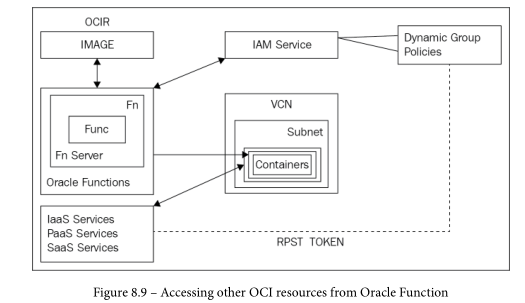 OCIR
IMAGE
IAM Service
Dynamic Group
Policies
Fn
Func
Fn Server
Oracle Functions
VCN
Subnet
Containers
IaaS Services
PaaS Services
SaaS Services
RPST TOKEN
Figure 8.9 – Accessing other OCI resources from Oracle Function